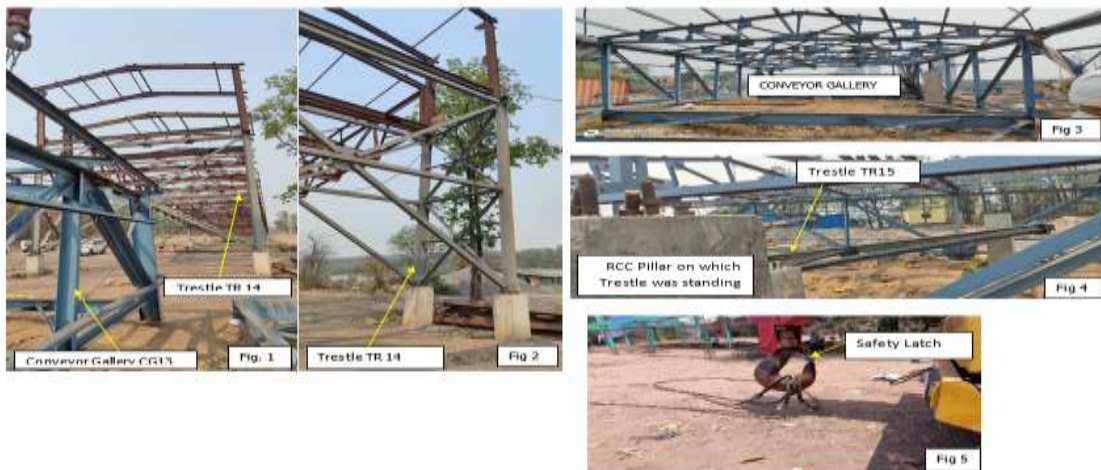 Trestle TR 14
Conveyor Gallery CG13
Fig. 1
Trestle TR 14
Fig 2
CONVEYOR GALLERY
Fig 3
Trestle TR15
RCC Pillar on which
Trestle was standing
Fig 4
Safety Latch
Fig 5